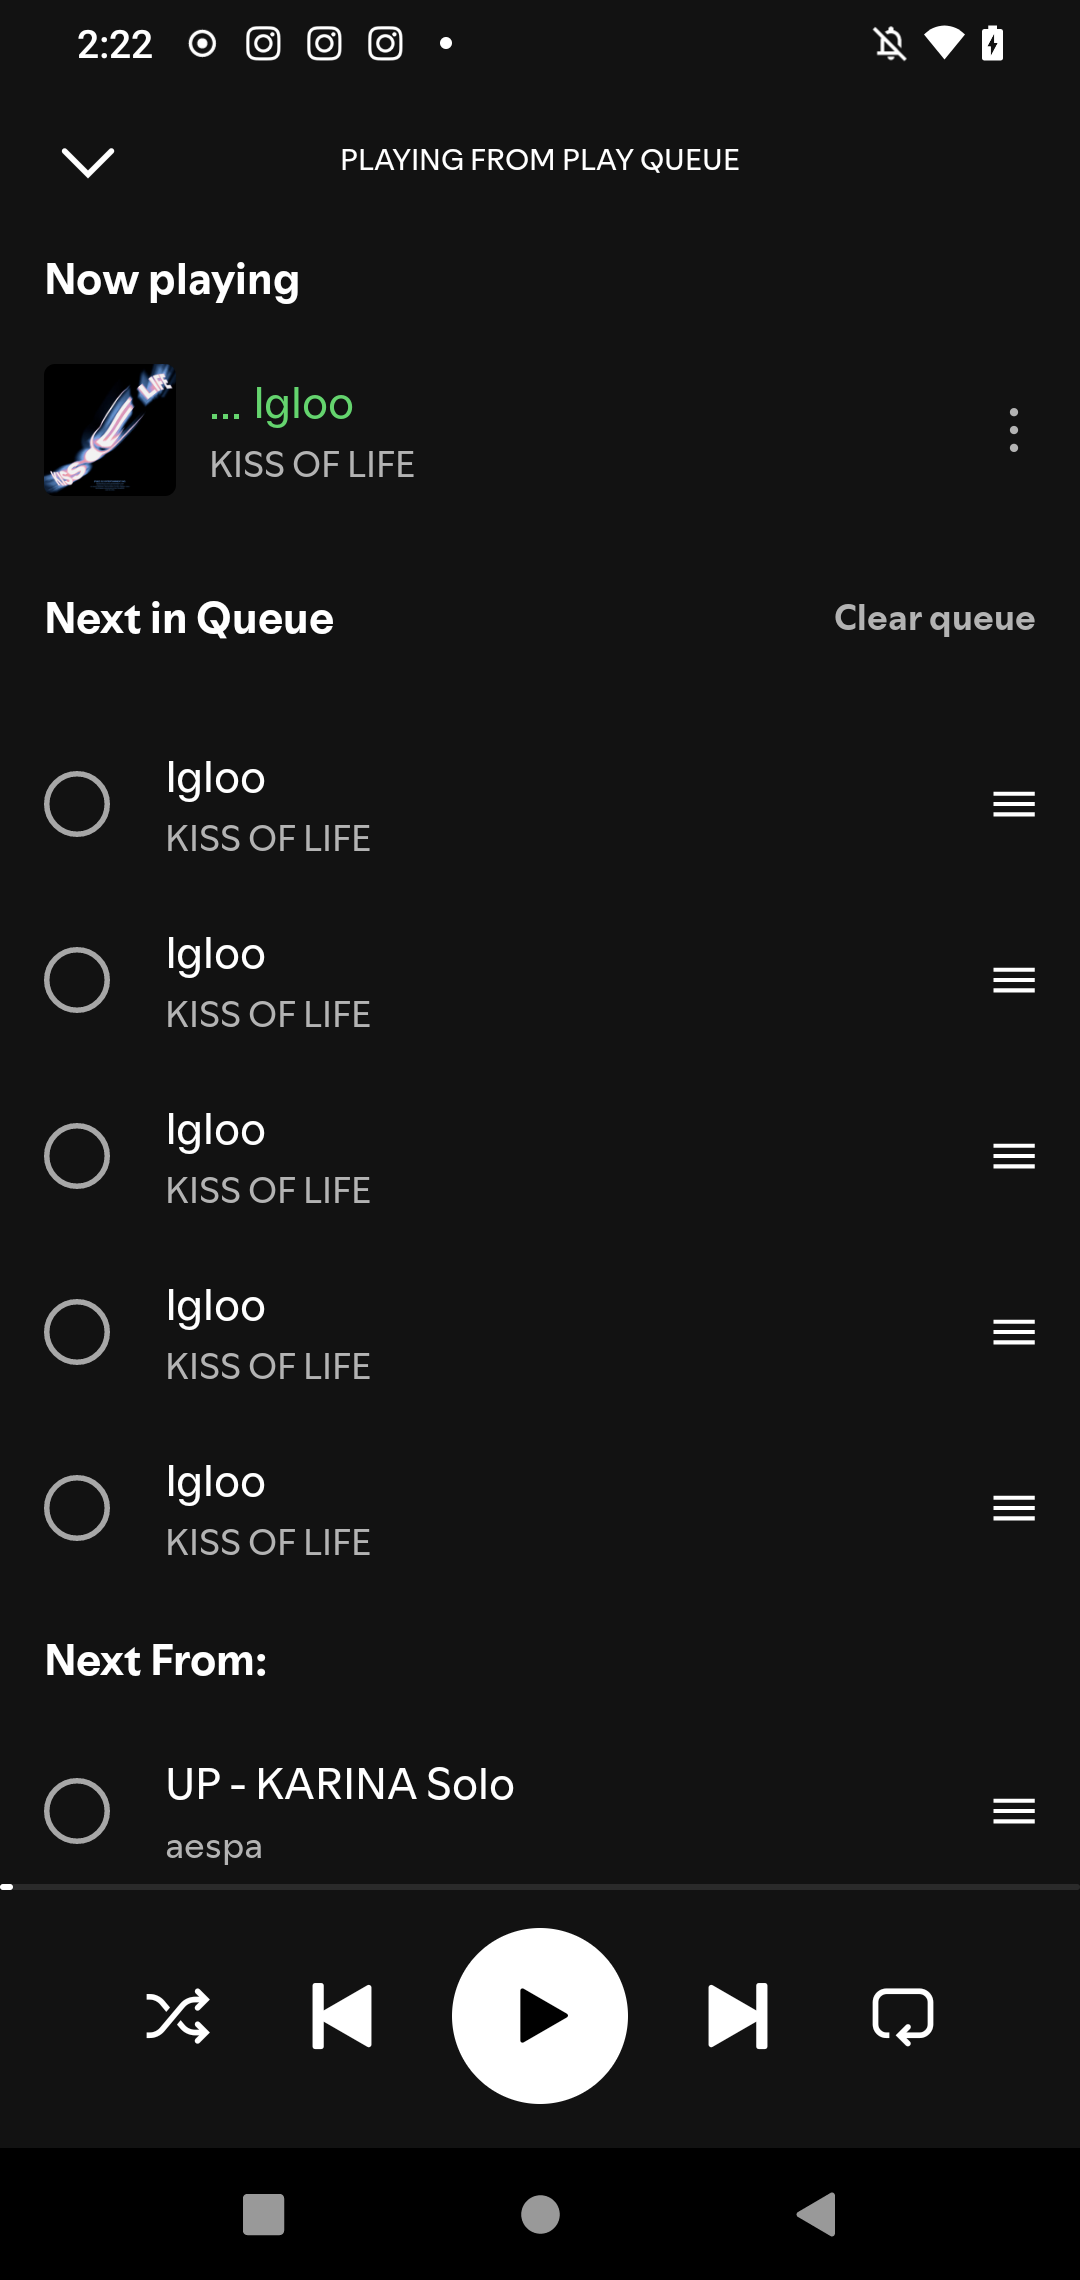 2:22
PLAYING FROM PLAY QUEUE
Now playing
... Igloo
KISS OF LIFE
Next in Queue
Clear queue
Igloo
KISS OF LIFE
Igloo
KISS OF LIFE
Igloo
KISS OF LIFE
Igloo
KISS OF LIFE
Igloo
KISS OF LIFE
Next From:
UP - KARINA Solo
aespa